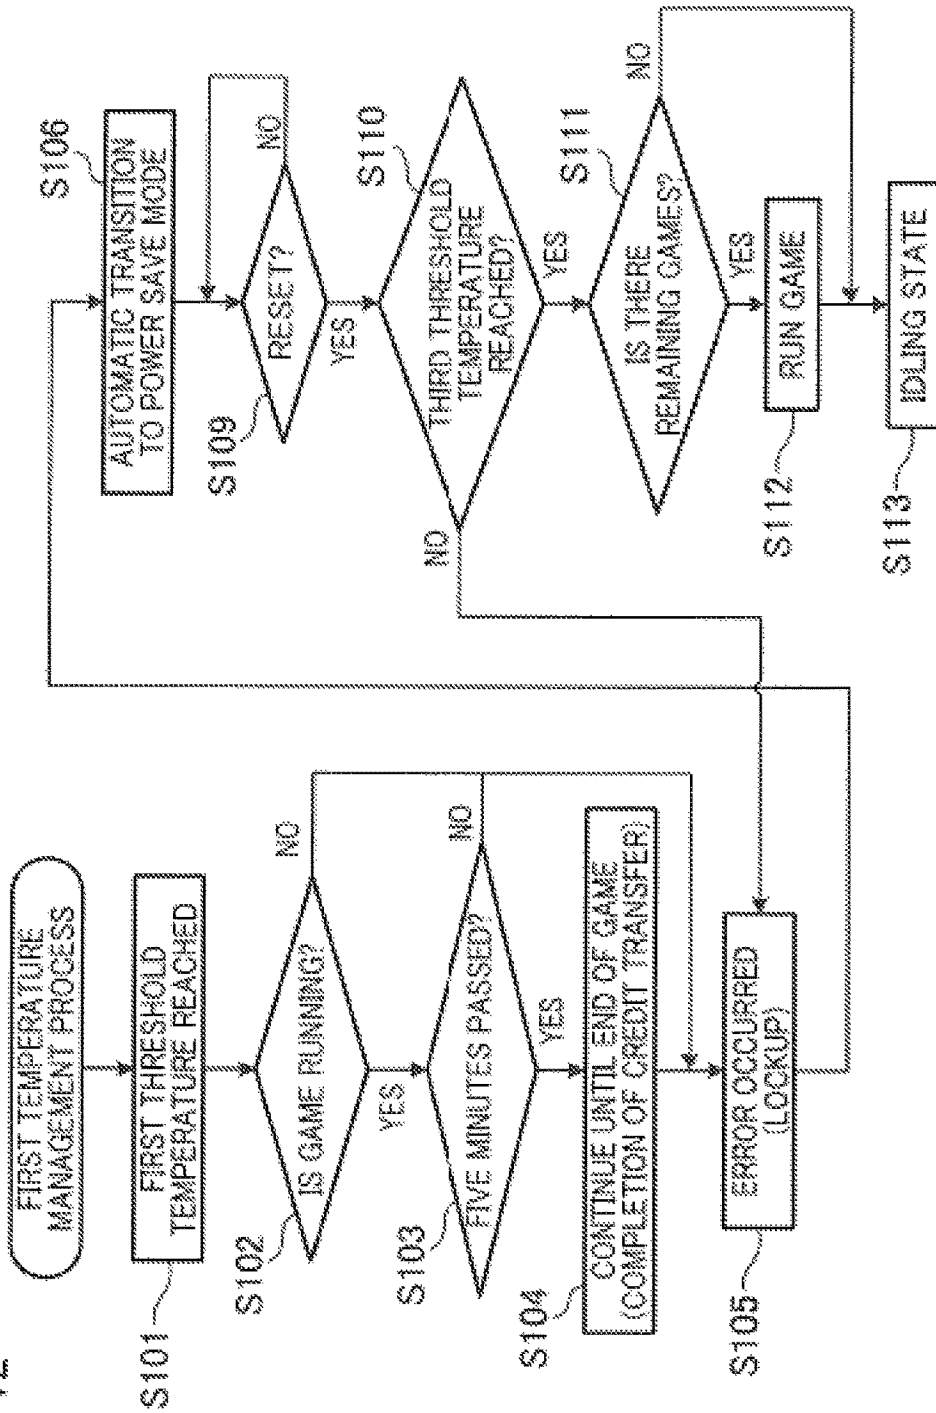 FIRST TEMPERATURE
MANAGEMENT PROCESS
S101
FIRST THRESHOLD
TEMPERATURE REACHED
S102
IS GAME RUNNING?
NO
YES
S103
FIVE MINUTES PASSED?
NO
YES
S104
CONTINUE UNTIL END OF GAME
(COMPLETION OF CREDIT TRANSFER)
S105
ERROR OCCURRED
(LOCKUP)
S106
AUTOMATIC TRANSITION
TO POWER SAVE MODE
S109
RESET?
NO
YES
S110
THIRD THRESHOLD
TEMPERATURE
REACHED?
NO
YES
S111
IS THERE
REMAINING GAMES?
NO
YES
S112
RUN GAME
S113
IDLING STATE